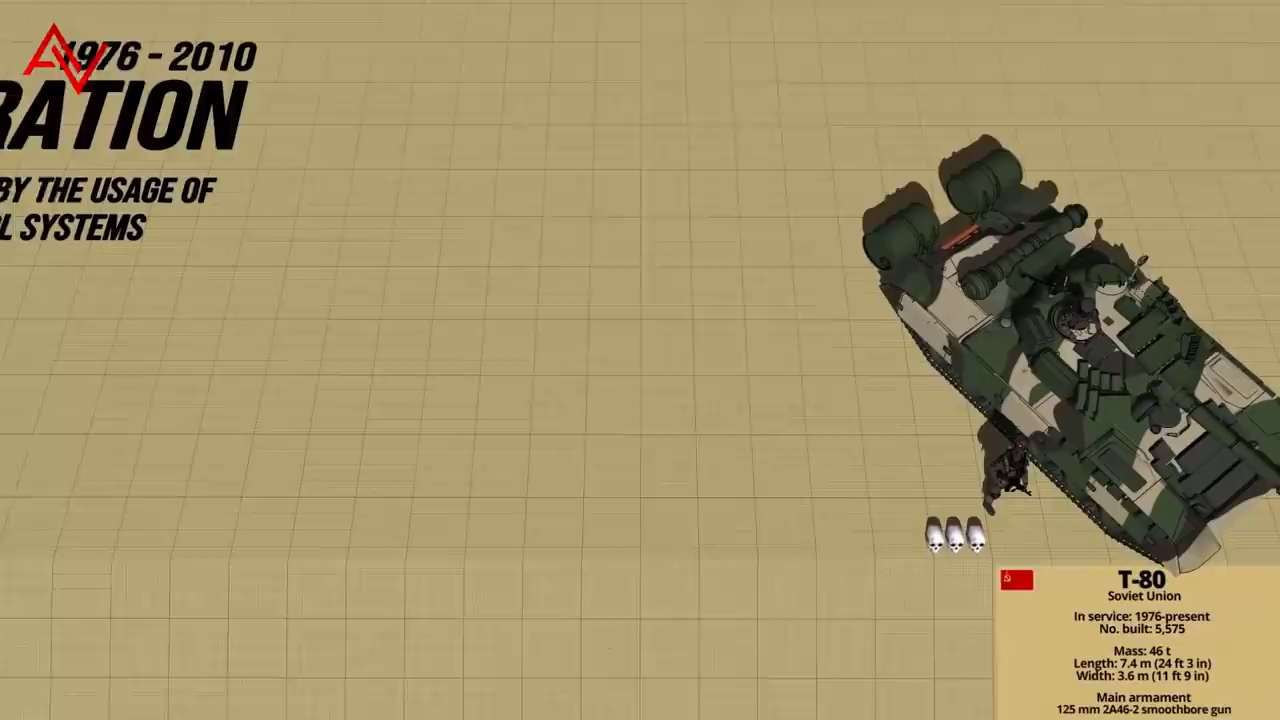 AV
1976 - 2010
RATION
BY THE USAGE OF
L SYSTEMS
T-80
Soviet Union
In service: 1976-present
No. built: 5,575
Mass: 46 t
Length: 7.4 m (24 ft 3 in)
Width: 3.6 m (11 ft 9 in)
Main armament
125 mm 2A46-2 smoothbore gun